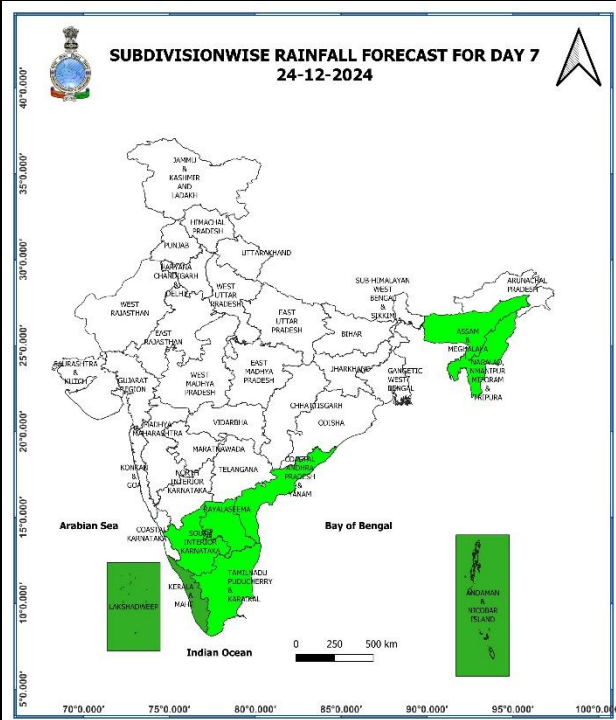 SUBDIVISIONWISE RAINFALL FORECAST FOR DAY 7
24-12-2024
40°0.000'
35°0.000'
30°0.000'
25°0.000'
20°0.000'
15°0.000'
10°0.000'
5°0.000'
JAMMU
&
KASHMIR
AND
LADAKH
HIMACHAL
PRADESH
PUNJAB
UTTARAKHAND
HARYANA
CHANDIGARH
&
DELHI
WEST
UTTAR
PRADESH
SUB-HIMALAYAN
WEST
BENGAL
&
SIKKIM
ARUNACHAL
PRADESH
WEST
RAJASTHAN
EAST
UTTAR
PRADESH
EAST
RAJASTHAN
BIHAR
ASSAM
&
MEGHALAYA
SAURASHTRA
&
KUTCH
GUJARAT
REGION
WEST
MADHYA
PRADESH
EAST
MADHYA
PRADESH
JHARKHAND
GANGETIC
WEST
BENGAL
MIZORAM
&
TRIPURA
CHHATTISGARH
ODISHA
MADHYA
MAHARASHTRA
VIDARBHA
MARATHWADA
TELANGANA
KONKAN
&
GOA
NORTH
INTERIOR
KARNATAKA
COASTAL
ANDHRA
PRADESH
&
YANAM
RAYALASEEMA
Arabian Sea
Bay of Bengal
COASTAL
KARNATAKA
SOUTH
INTERIOR
KARNATAKA
LAKSHADWEEP
KERALA
&
MAHE
TAMILNADU
PUDUCHERRY
&
KARAIKAL
ANDAMAN
&
NICOBAR
ISLAND
0 250 500 km
Indian Ocean
70°0.000' 75°0.000' 80°0.000' 85°0.000' 90°0.000' 95°0.000' 100°0.000'